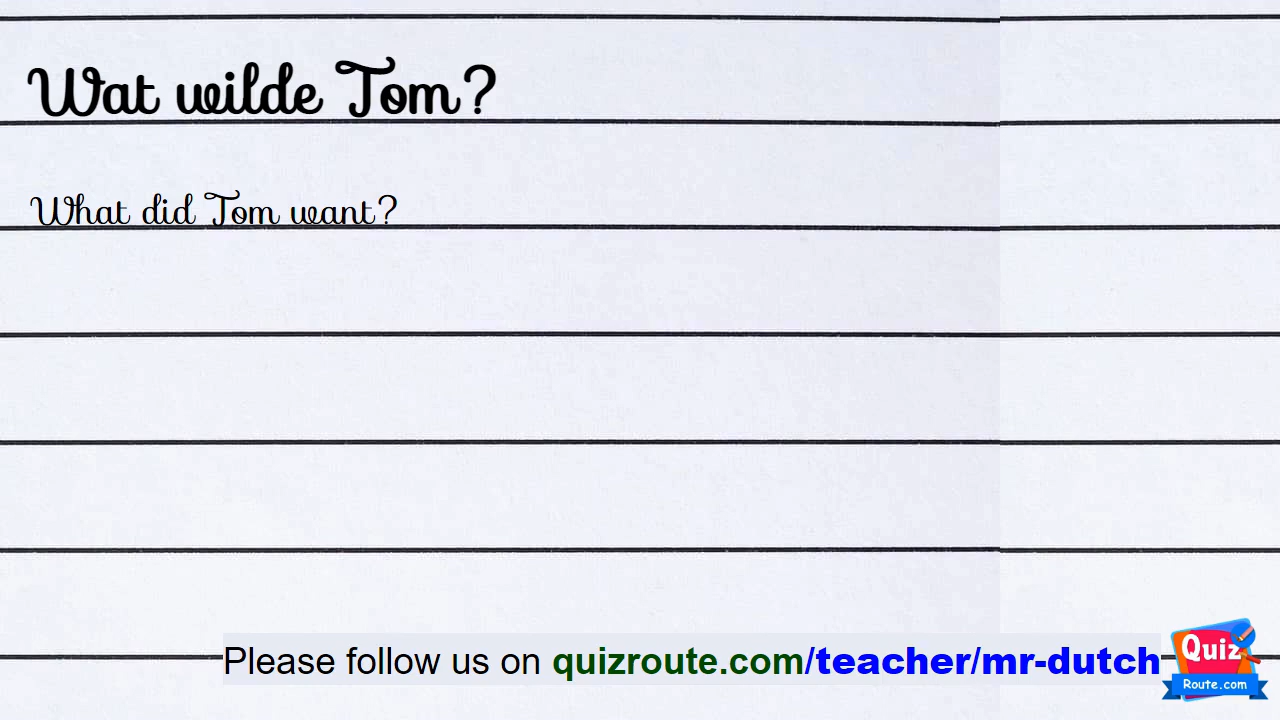 Wat wilde Tom?
What did Tom want?
Please follow us on quizroute.com/teacher/mr-dutch
Quiz
Route.com